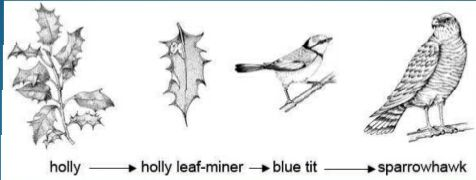 holly → holly leaf-miner → blue tit → sparrowhawk